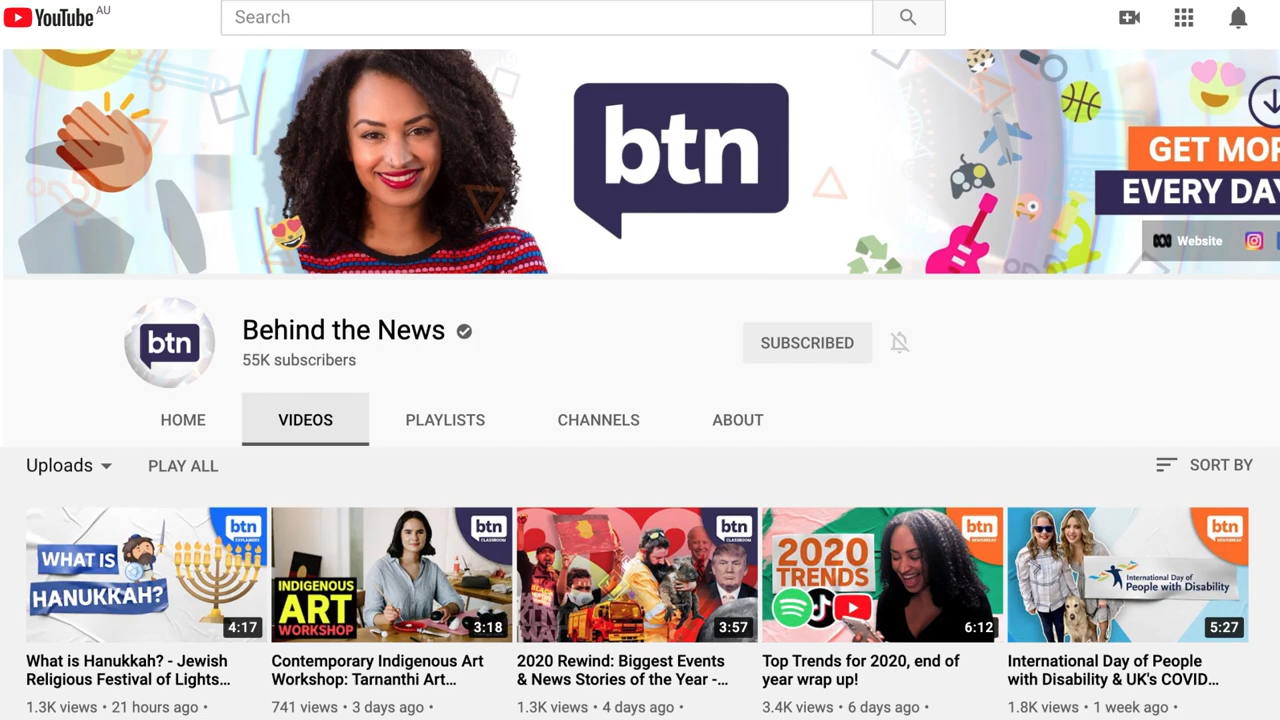 YouTube AU
Search
btn
GET MOR
EVERY DAY
Website
btn
Behind the News
55K subscribers
SUBSCRIBED
HOME
VIDEOS
PLAYLISTS
CHANNELS
ABOUT
Uploads
PLAY ALL
SORT BY
btn
EXPLAINERS
WHAT IS
HANUKKAH?
4:17
What is Hanukkah? - Jewish
Religious Festival of Lights...
1.3K views • 21 hours ago •
btn
CLASSROOM
INDIGENOUS
ART
WORKSHOP
3:18
Contemporary Indigenous Art
Workshop: Tarnanthi Art...
741 views • 3 days ago •
btn
CLASSROOM
3:57
2020 Rewind: Biggest Events
& News Stories of the Year -...
1.3K views • 4 days ago •
btn
NEWSBREAK
2020
TRENDS
6:12
Top Trends for 2020, end of
year wrap up!
3.4K views • 6 days ago •
btn
NEWSBREAK
International Day of
People with Disability
5:27
International Day of People
with Disability & UK's COVID...
1.8K views • 1 week ago •